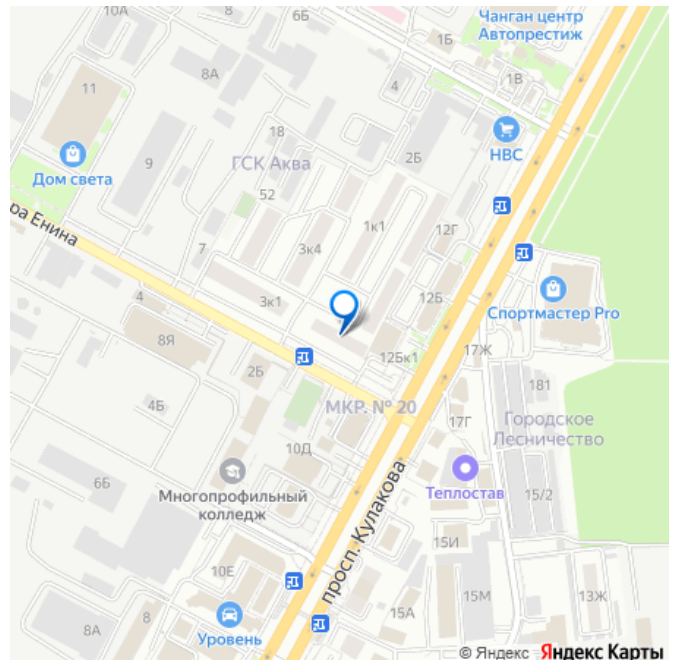 10А
6Б
Чанган центр
Автопрестиж
8А
4
1В
11
18
2Б
НВС
9
ГСК Аква
Дом света
52
1к1
12Г
ра Енина
7
3к4
3к1
12Б
Спортмастер Pro
4
8Я
12Бк1
17Ж
2Б
181
МКР. № 20
4Б
17Г
Городское
Лесничество
10Д
6Б
Теплостав
Многопрофильный
колледж
15/2
просп. Кулакова
15И
10Е
15М
13Ж
8
15А
8А
Уровень
© Яндекс Яндекс Карты